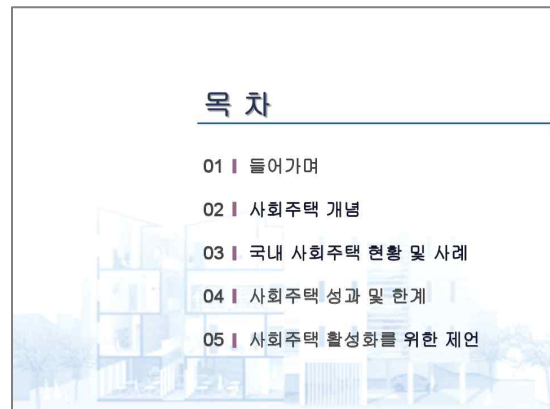 목 차
01 ┃ 들어가며
02 ┃ 사회주택 개념
03 ┃ 국내 사회주택 현황 및 사례
04 ┃ 사회주택 성과 및 한계
05 ┃ 사회주택 활성화를 위한 제언